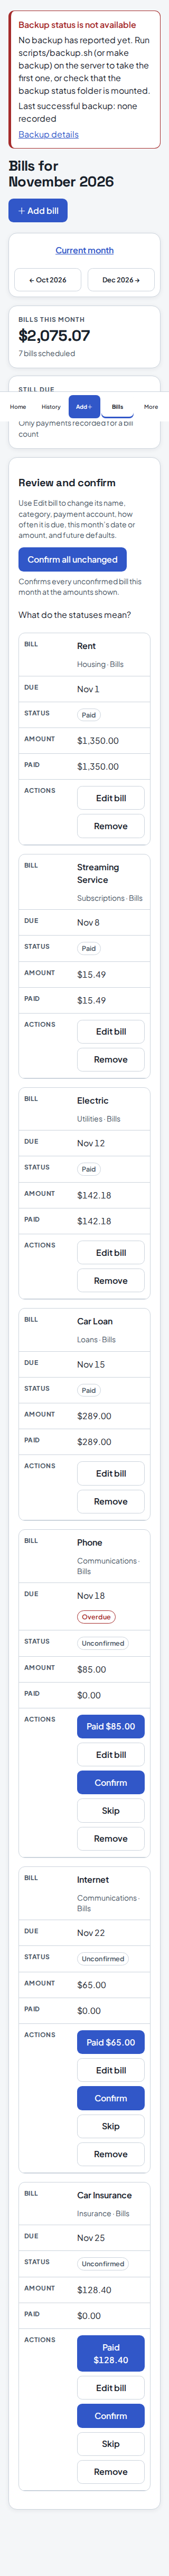 Backup status is not available
No backup has reported yet. Run
scripts/backup.sh (or make
backup) on the server to take the
first one, or check that the
backup status folder is mounted.
Last successful backup: none
recorded
Backup details
Bills for
November 2026
+ Add bill
Current month
← Oct 2026
Dec 2026 →
BILLS THIS MONTH
$2,075.07
7 bills scheduled
STILL DUE
Home
History
Add +
Bills
More
Only payments recorded for a bill
count
Review and confirm
Use Edit bill to change its name,
category, payment account, how
often it is due, this month's date or
amount, and future defaults.
Confirm all unchanged
Confirms every unconfirmed bill this
month at the amounts shown.
What do the statuses mean?
BILL
Rent
Housing · Bills
DUE
Nov 1
STATUS
Paid
AMOUNT
$1,350.00
PAID
$1,350.00
ACTIONS
Edit bill
Remove
BILL
Streaming
Service
Subscriptions · Bills
DUE
Nov 8
STATUS
Paid
AMOUNT
$15.49
PAID
$15.49
ACTIONS
Edit bill
Remove
BILL
Electric
Utilities · Bills
DUE
Nov 12
STATUS
Paid
AMOUNT
$142.18
PAID
$142.18
ACTIONS
Edit bill
Remove
BILL
Car Loan
Loans · Bills
DUE
Nov 15
STATUS
Paid
AMOUNT
$289.00
PAID
$289.00
ACTIONS
Edit bill
Remove
BILL
Phone
Communications ·
Bills
DUE
Nov 18
Overdue
STATUS
Unconfirmed
AMOUNT
$85.00
PAID
$0.00
ACTIONS
Paid $85.00
Edit bill
Confirm
Skip
Remove
BILL
Internet
Communications ·
Bills
DUE
Nov 22
STATUS
Unconfirmed
AMOUNT
$65.00
PAID
$0.00
ACTIONS
Paid $65.00
Edit bill
Confirm
Skip
Remove
BILL
Car Insurance
Insurance · Bills
DUE
Nov 25
STATUS
Unconfirmed
AMOUNT
$128.40
PAID
$0.00
ACTIONS
Paid
$128.40
Edit bill
Confirm
Skip
Remove